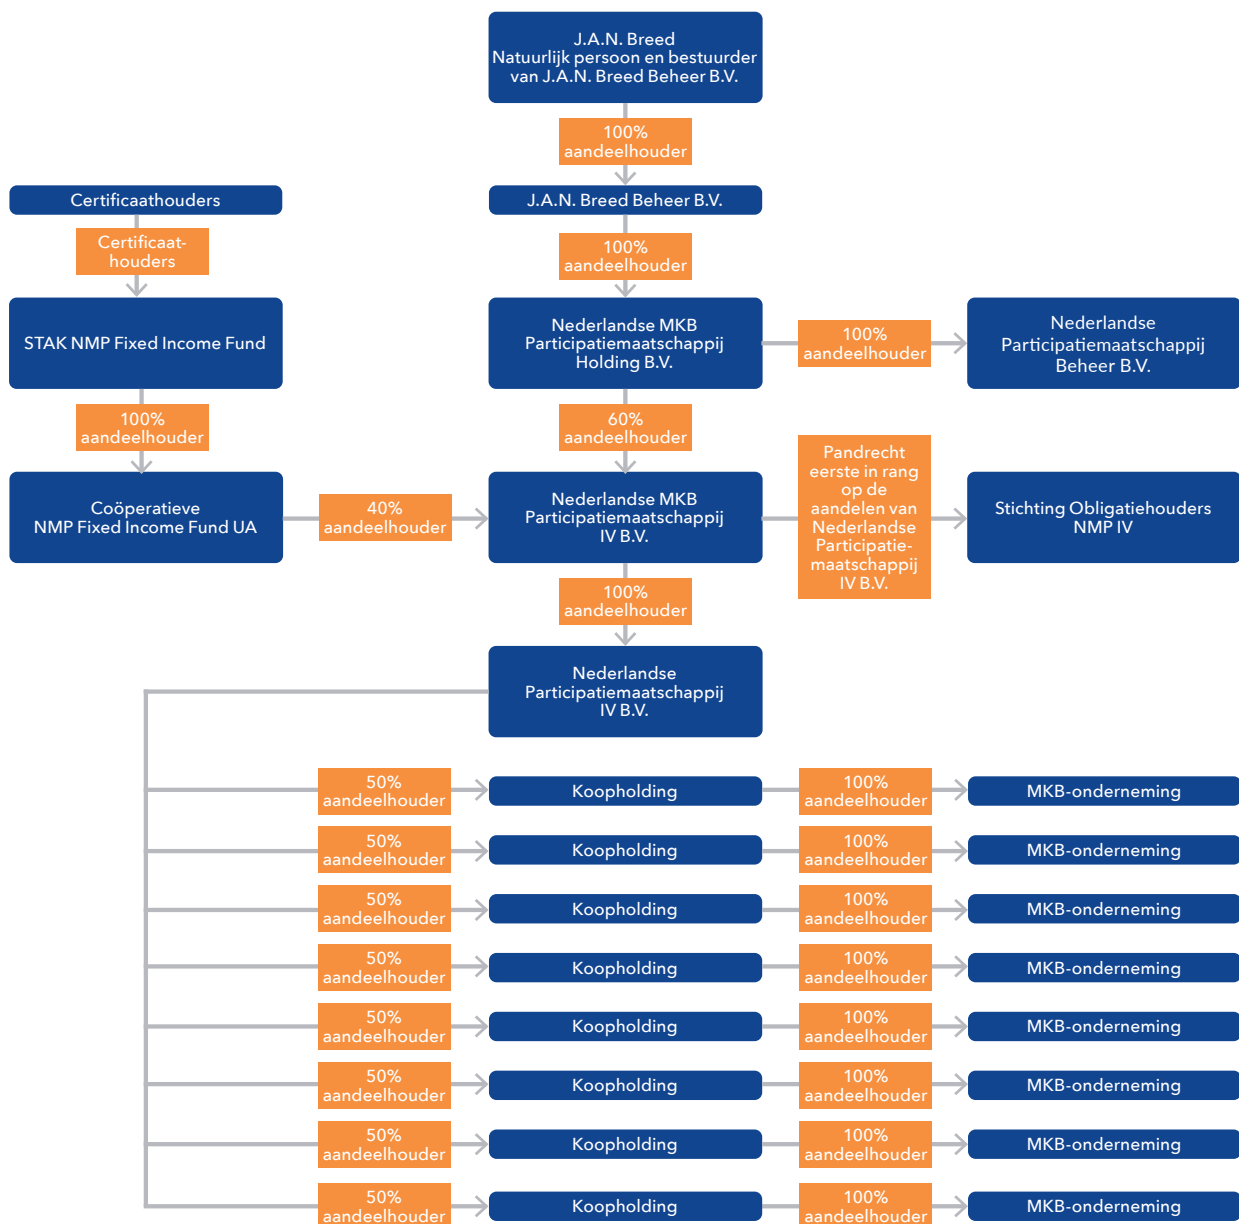 J.A.N. Breed
Natuurlijk persoon en bestuurder
van J.A.N. Breed Beheer B.V.
100%
aandeelhouder
Certificaathouders
J.A.N. Breed Beheer B.V.
Certificaat-
houders
100%
aandeelhouder
STAK NMP Fixed Income Fund
Nederlandse MKB
Participatiemaatschappij
Holding B.V.
100%
aandeelhouder
Nederlandse
Participatiemaatschappij
Beheer B.V.
100%
aandeelhouder
60%
aandeelhouder
Coöperatieve
NMP Fixed Income Fund UA
40%
aandeelhouder
Nederlandse MKB
Participatiemaatschappij
IV B.V.
Pandrecht
eerste in rang
op de
aandelen van
Nederlandse
Participatie-
maatschappij
IV B.V.
Stichting Obligatiehouders
NMP IV
100%
aandeelhouder
Nederlandse
Participatiemaatschappij
IV B.V.
50%
aandeelhouder
Koopholding
100%
aandeelhouder
MKB-onderneming
50%
aandeelhouder
Koopholding
100%
aandeelhouder
MKB-onderneming
50%
aandeelhouder
Koopholding
100%
aandeelhouder
MKB-onderneming
50%
aandeelhouder
Koopholding
100%
aandeelhouder
MKB-onderneming
50%
aandeelhouder
Koopholding
100%
aandeelhouder
MKB-onderneming
50%
aandeelhouder
Koopholding
100%
aandeelhouder
MKB-onderneming
50%
aandeelhouder
Koopholding
100%
aandeelhouder
MKB-onderneming
50%
aandeelhouder
Koopholding
100%
aandeelhouder
MKB-onderneming